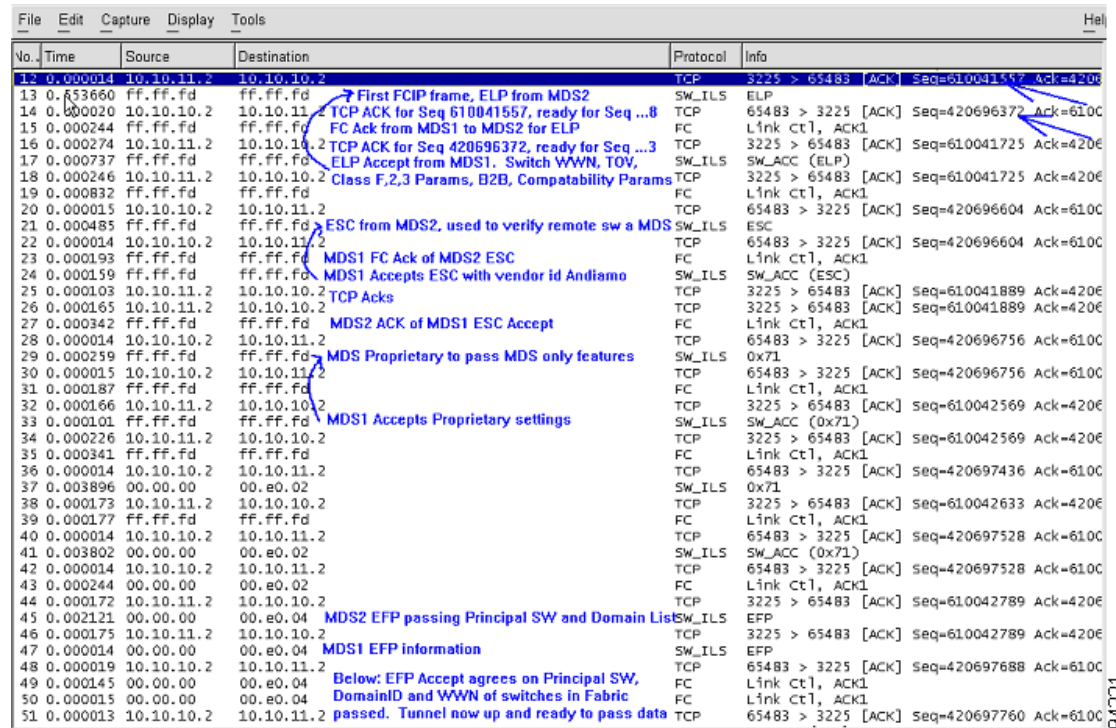 File Edit Capture Display Tools Help
No. Time Source Destination Protocol Info
12 0.000014 10.10.11.2 10.10.10.2 TCP 3225 > 65483 [ACK] Seq=610041557 Ack=4206
13 0.553660 ff.ff.fd ff.ff.fd First FCIP frame, ELP from MDS2 SW_ILS ELP
14 0.000020 10.10.10.2 10.10.11.2 TCP ACK for Seq 610041557, ready for Seq ...8 TCP 65483 > 3225 [ACK] Seq=420696372 Ack=6100
15 0.000244 ff.ff.fd ff.ff.fd FC Ack from MDS1 to MDS2 for ELP FC Link Ctl, ACK1
16 0.000274 10.10.11.2 10.10.10.2 TCP ACK for Seq 420696372, ready for Seq ...3 TCP 3225 > 65483 [ACK] Seq=610041725 Ack=4206
17 0.000737 ff.ff.fd ff.ff.fd ELP Accept from MDS1. Switch WWN, TOV, SW_ILS SW_ACC (ELP)
18 0.000246 10.10.11.2 10.10.10.2 Class F,2,3 Params, B2B, Compatability Params TCP 3225 > 65483 [ACK] Seq=610041725 Ack=4206
19 0.000832 ff.ff.fd ff.ff.fd FC Link Ctl, ACK1
20 0.000015 10.10.10.2 10.10.11.2 TCP 65483 > 3225 [ACK] Seq=420696604 Ack=6100
21 0.000485 ff.ff.fd ff.ff.fd ESC from MDS2, used to verify remote sw a MDS SW_ILS ESC
22 0.000014 10.10.10.2 10.10.11.2 TCP 65483 > 3225 [ACK] Seq=420696604 Ack=6100
23 0.000193 ff.ff.fd ff.ff.fd MDS1 FC Ack of MDS2 ESC FC Link Ctl, ACK1
24 0.000159 ff.ff.fd ff.ff.fd MDS1 Accepts ESC with vendor id Andiamo SW_ILS SW_ACC (ESC)
25 0.000103 10.10.11.2 10.10.10.2 TCP Acks TCP 3225 > 65483 [ACK] Seq=610041889 Ack=4206
26 0.000165 10.10.11.2 10.10.10.2 TCP 3225 > 65483 [ACK] Seq=610041889 Ack=4206
27 0.000342 ff.ff.fd ff.ff.fd MDS2 ACK of MDS1 ESC Accept FC Link Ctl, ACK1
28 0.000014 10.10.10.2 10.10.11.2 TCP 65483 > 3225 [ACK] Seq=420696756 Ack=6100
29 0.000259 ff.ff.fd ff.ff.fd MDS Proprietary to pass MDS only features SW_ILS 0x71
30 0.000015 10.10.10.2 10.10.11.2 TCP 65483 > 3225 [ACK] Seq=420696756 Ack=6100
31 0.000187 ff.ff.fd ff.ff.fd FC Link Ctl, ACK1
32 0.000166 10.10.11.2 10.10.10.2 TCP 3225 > 65483 [ACK] Seq=610042569 Ack=4206
33 0.000101 ff.ff.fd ff.ff.fd MDS1 Accepts Proprietary settings SW_ILS SW_ACC (0x71)
34 0.000226 10.10.11.2 10.10.10.2 TCP 3225 > 65483 [ACK] Seq=610042569 Ack=4206
35 0.000341 ff.ff.fd ff.ff.fd FC Link Ctl, ACK1
36 0.000014 10.10.10.2 10.10.11.2 TCP 65483 > 3225 [ACK] Seq=420697436 Ack=6100
37 0.003896 00.00.00 00.e0.02 SW_ILS 0x71
38 0.000173 10.10.11.2 10.10.10.2 TCP 3225 > 65483 [ACK] Seq=610042633 Ack=4206
39 0.000177 ff.ff.fd ff.ff.fd FC Link Ctl, ACK1
40 0.000014 10.10.10.2 10.10.11.2 TCP 65483 > 3225 [ACK] Seq=420697528 Ack=6100
41 0.003802 00.00.00 00.e0.02 SW_ILS SW_ACC (0x71)
42 0.000014 10.10.10.2 10.10.11.2 TCP 65483 > 3225 [ACK] Seq=420697528 Ack=6100
43 0.000244 00.00.00 00.e0.02 FC Link Ctl, ACK1
44 0.000172 10.10.11.2 10.10.10.2 TCP 3225 > 65483 [ACK] Seq=610042789 Ack=4206
45 0.002121 00.00.00 00.e0.04 MDS2 EFP passing Principal SW and Domain List SW_ILS EFP
46 0.000175 10.10.11.2 10.10.10.2 TCP 3225 > 65483 [ACK] Seq=610042789 Ack=4206
47 0.000014 00.00.00 00.e0.04 MDS1 EFP information SW_ILS EFP
48 0.000019 10.10.10.2 10.10.11.2 TCP 65483 > 3225 [ACK] Seq=420697688 Ack=6100
49 0.000145 00.00.00 00.e0.04 Below: EFP Accept agrees on Principal SW, FC Link Ctl, ACK1
50 0.000015 00.00.00 00.e0.04 DomainID and WWN of switches in Fabric FC Link Ctl, ACK1
51 0.000013 10.10.10.2 10.10.11.2 passed. Tunnel now up and ready to pass data TCP 65483 > 3225 [ACK] Seq=420697760 Ack=6100